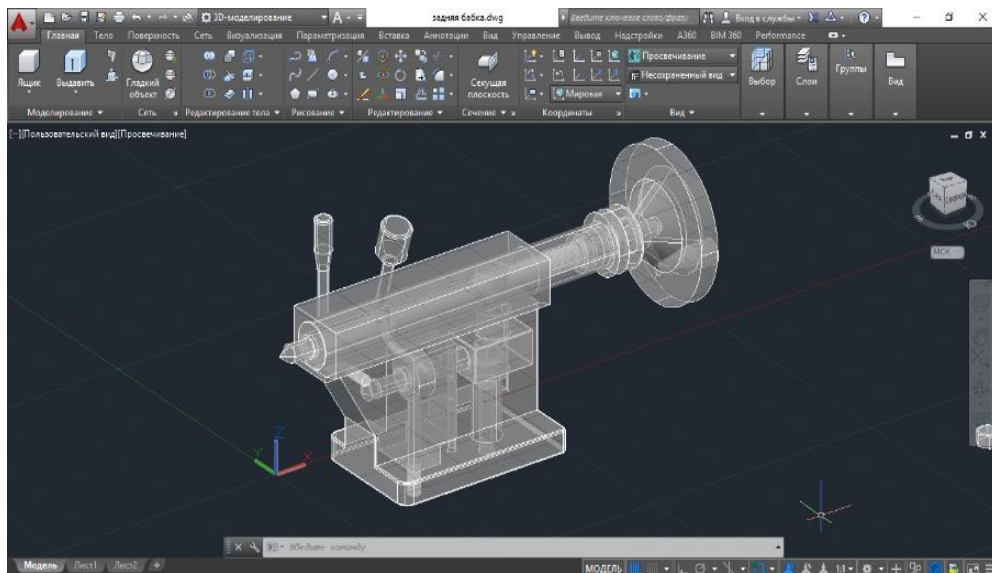 3D-моделирование
задняя бабка.dwg
Введите ключевое слово/фразу
Вход в службы
Главная Тело Поверхность Сеть Визуализация Параметризация Вставка Аннотации Вид Управление Вывод Надстройки A360 BIM 360 Performance
Ящик
Выдавить
Гладкий объект
Секущая плоскость
Просвечивание
Несохраненный вид
Мировая
Выбор
Слои
Группы
Вид
Моделирование Сеть Редактирование тела Рисование Редактирование Сечение Координаты Вид
[−][Пользовательский вид][Просвечивание]
МСК
Z
Y
X
Введите команду
Модель Лист1 Лист2 +
МОДЕЛЬ 1:1